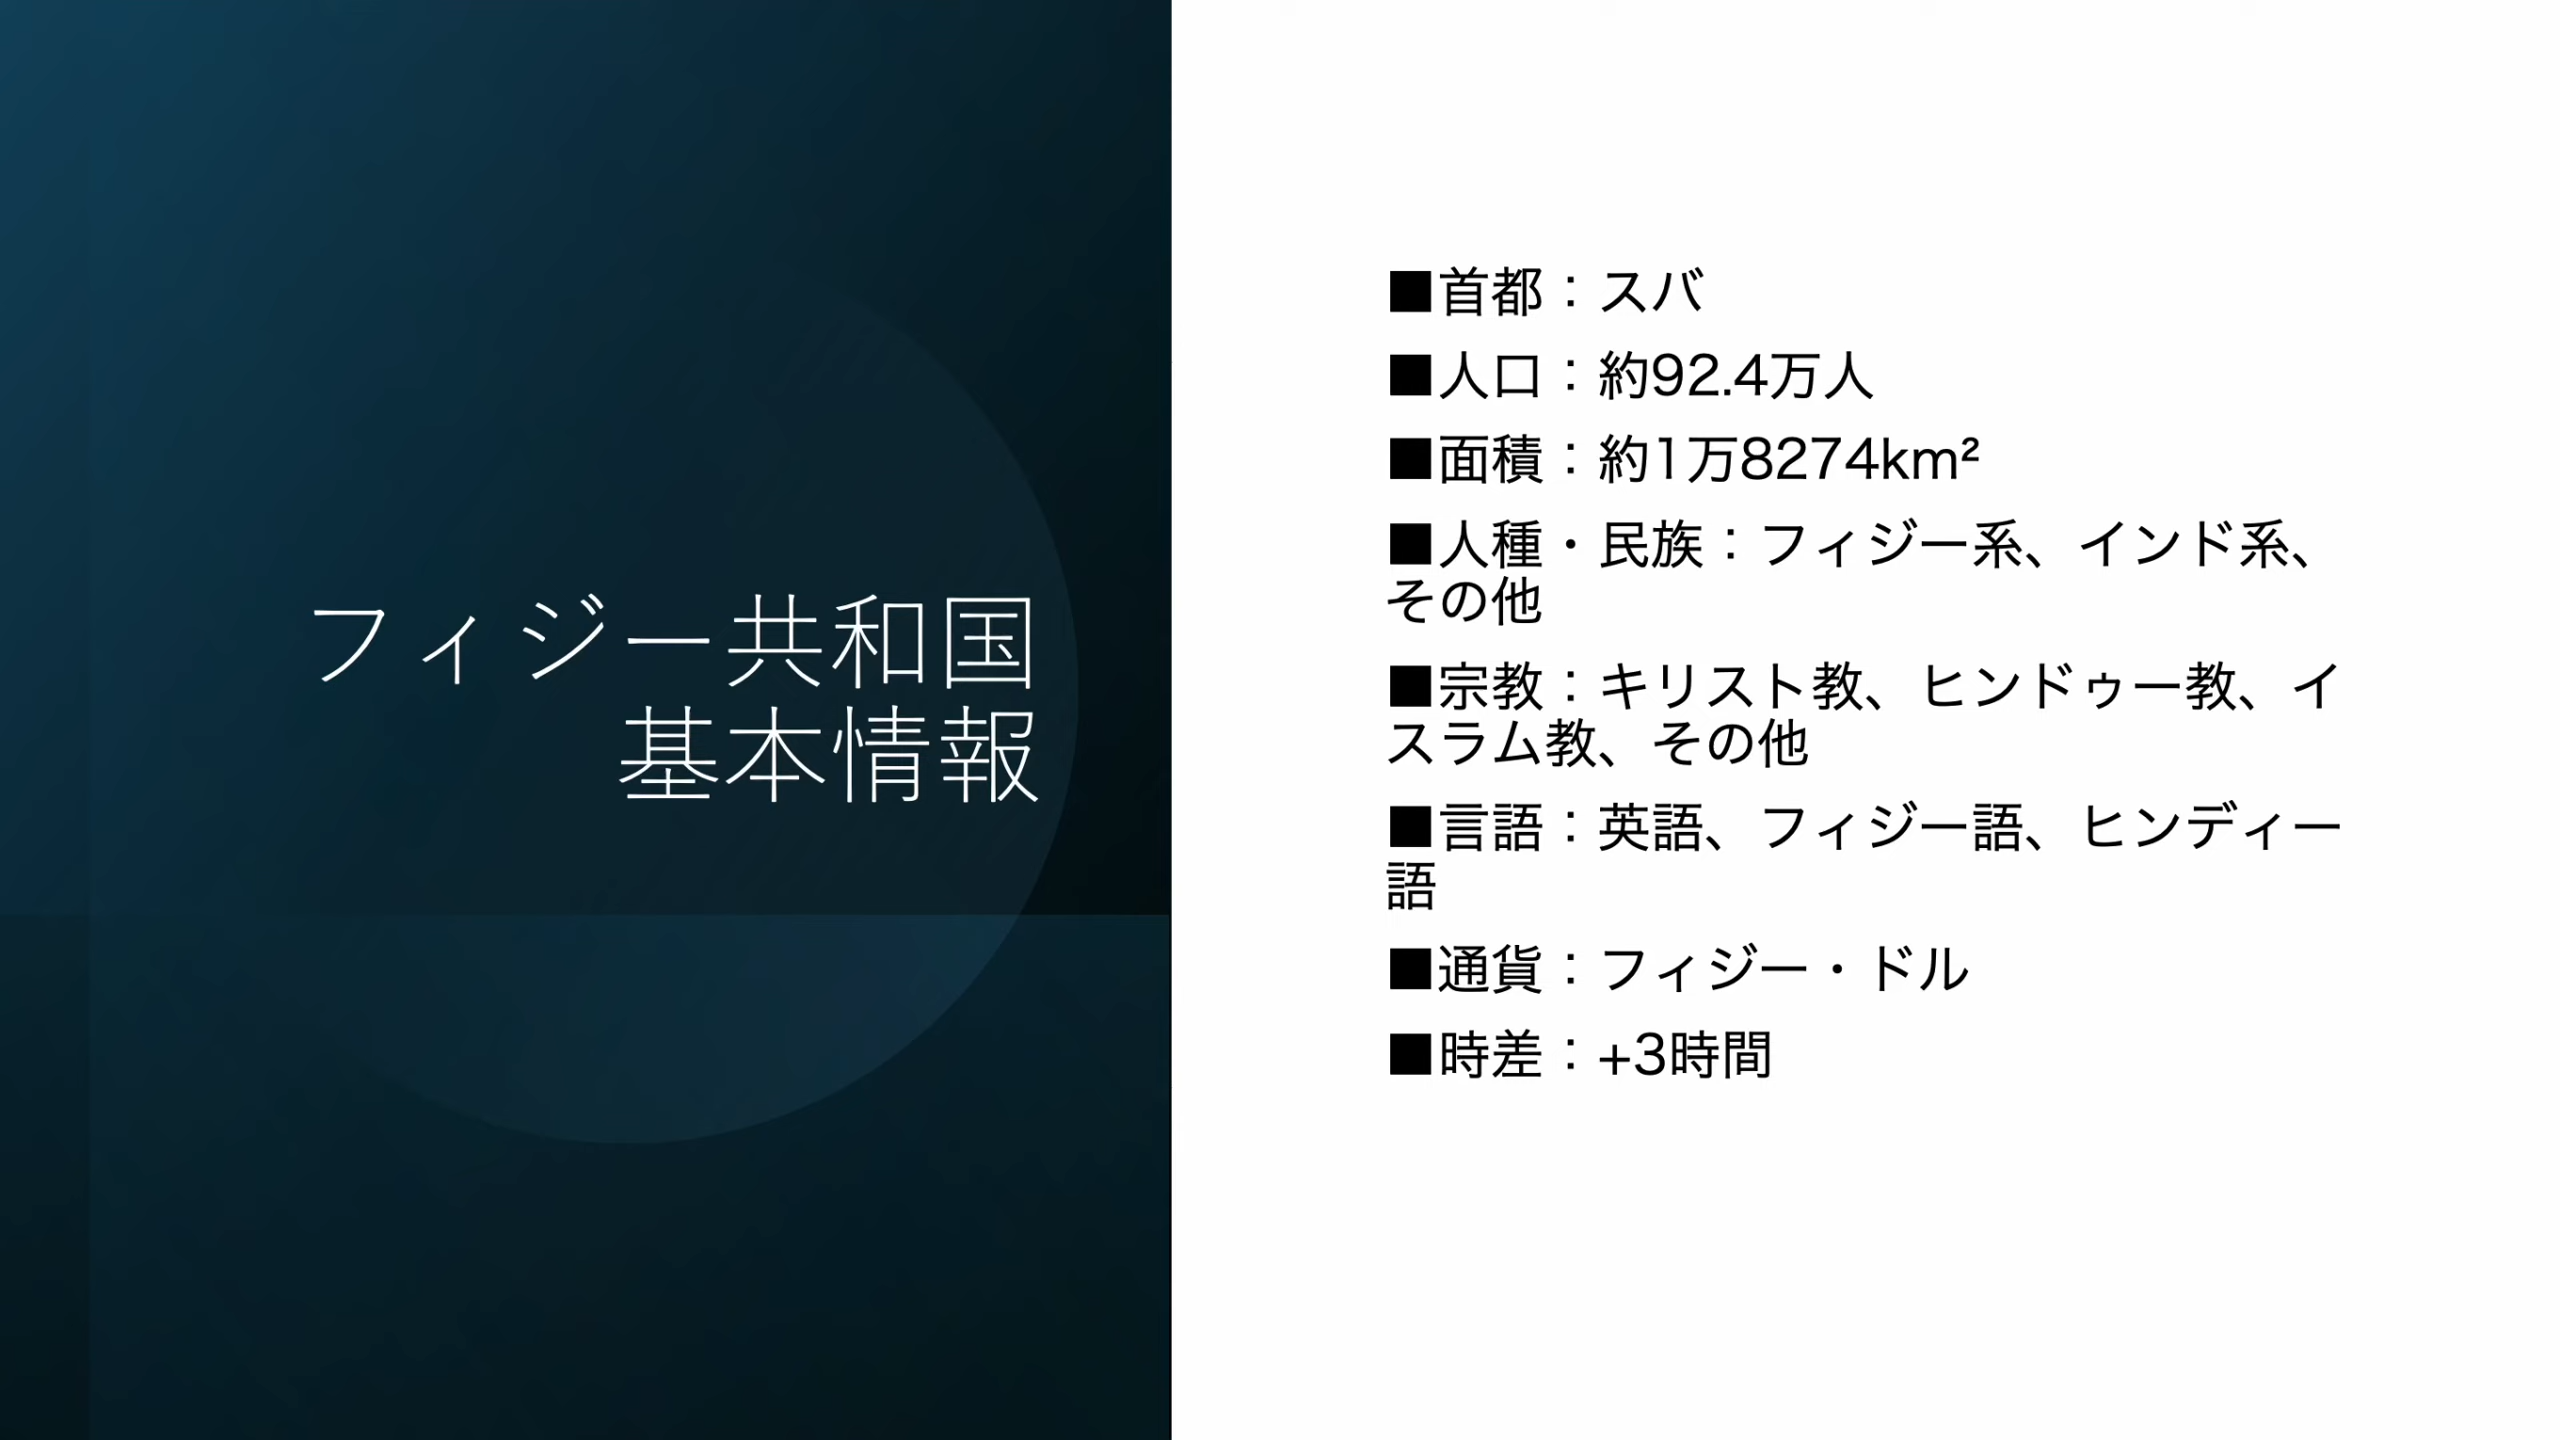 フィジー共和国
基本情報
■首都：スバ
■人口：約92.4万人
■面積：約1万8274km²
■人種・民族：フィジー系、インド系、
その他
■宗教：キリスト教、ヒンドゥー教、イ
スラム教、その他
■言語：英語、フィジー語、ヒンディー
語
■通貨：フィジー・ドル
■時差：+3時間